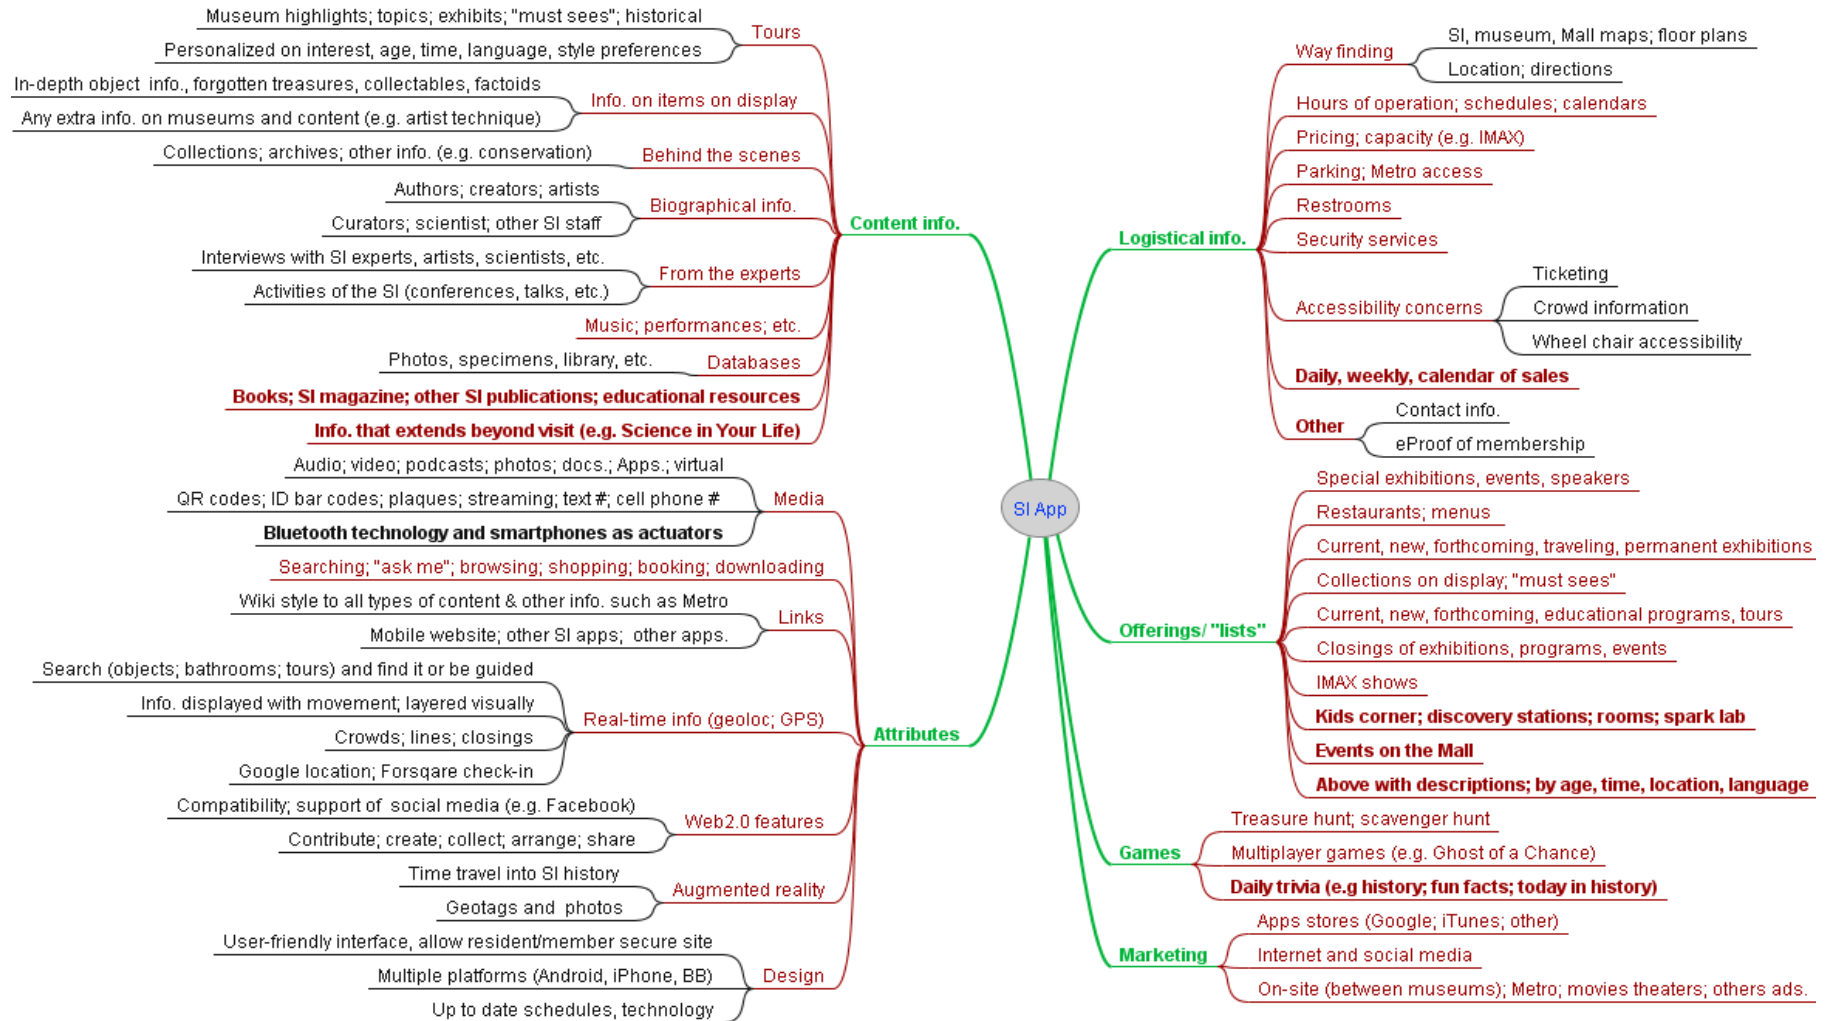 SI App
Content info.
Tours
Museum highlights; topics; exhibits; "must sees"; historical
Personalized on interest, age, time, language, style preferences
Info. on items on display
In-depth object info., forgotten treasures, collectables, factoids
Any extra info. on museums and content (e.g. artist technique)
Behind the scenes
Collections; archives; other info. (e.g. conservation)
Biographical info.
Authors; creators; artists
Curators; scientist; other SI staff
From the experts
Interviews with SI experts, artists, scientists, etc.
Activities of the SI (conferences, talks, etc.)
Music; performances; etc.
Databases
Photos, specimens, library, etc.
Books; SI magazine; other SI publications; educational resources
Info. that extends beyond visit (e.g. Science in Your Life)
Attributes
Media
Audio; video; podcasts; photos; docs.; Apps.; virtual
QR codes; ID bar codes; plaques; streaming; text #; cell phone #
Bluetooth technology and smartphones as actuators
Searching; "ask me"; browsing; shopping; booking; downloading
Links
Wiki style to all types of content & other info. such as Metro
Mobile website; other SI apps; other apps.
Real-time info (geoloc; GPS)
Search (objects; bathrooms; tours) and find it or be guided
Info. displayed with movement; layered visually
Crowds; lines; closings
Google location; Forsqare check-in
Web2.0 features
Compatibility; support of social media (e.g. Facebook)
Contribute; create; collect; arrange; share
Augmented reality
Time travel into SI history
Geotags and photos
Design
User-friendly interface, allow resident/member secure site
Multiple platforms (Android, iPhone, BB)
Up to date schedules, technology
Logistical info.
Way finding
SI, museum, Mall maps; floor plans
Location; directions
Hours of operation; schedules; calendars
Pricing; capacity (e.g. IMAX)
Parking; Metro access
Restrooms
Security services
Accessibility concerns
Ticketing
Crowd information
Wheel chair accessibility
Daily, weekly, calendar of sales
Other
Contact info.
eProof of membership
Offerings/ "lists"
Special exhibitions, events, speakers
Restaurants; menus
Current, new, forthcoming, traveling, permanent exhibitions
Collections on display; "must sees"
Current, new, forthcoming, educational programs, tours
Closings of exhibitions, programs, events
IMAX shows
Kids corner; discovery stations; rooms; spark lab
Events on the Mall
Above with descriptions; by age, time, location, language
Games
Treasure hunt; scavenger hunt
Multiplayer games (e.g. Ghost of a Chance)
Daily trivia (e.g history; fun facts; today in history)
Marketing
Apps stores (Google; iTunes; other)
Internet and social media
On-site (between museums); Metro; movies theaters; others ads.